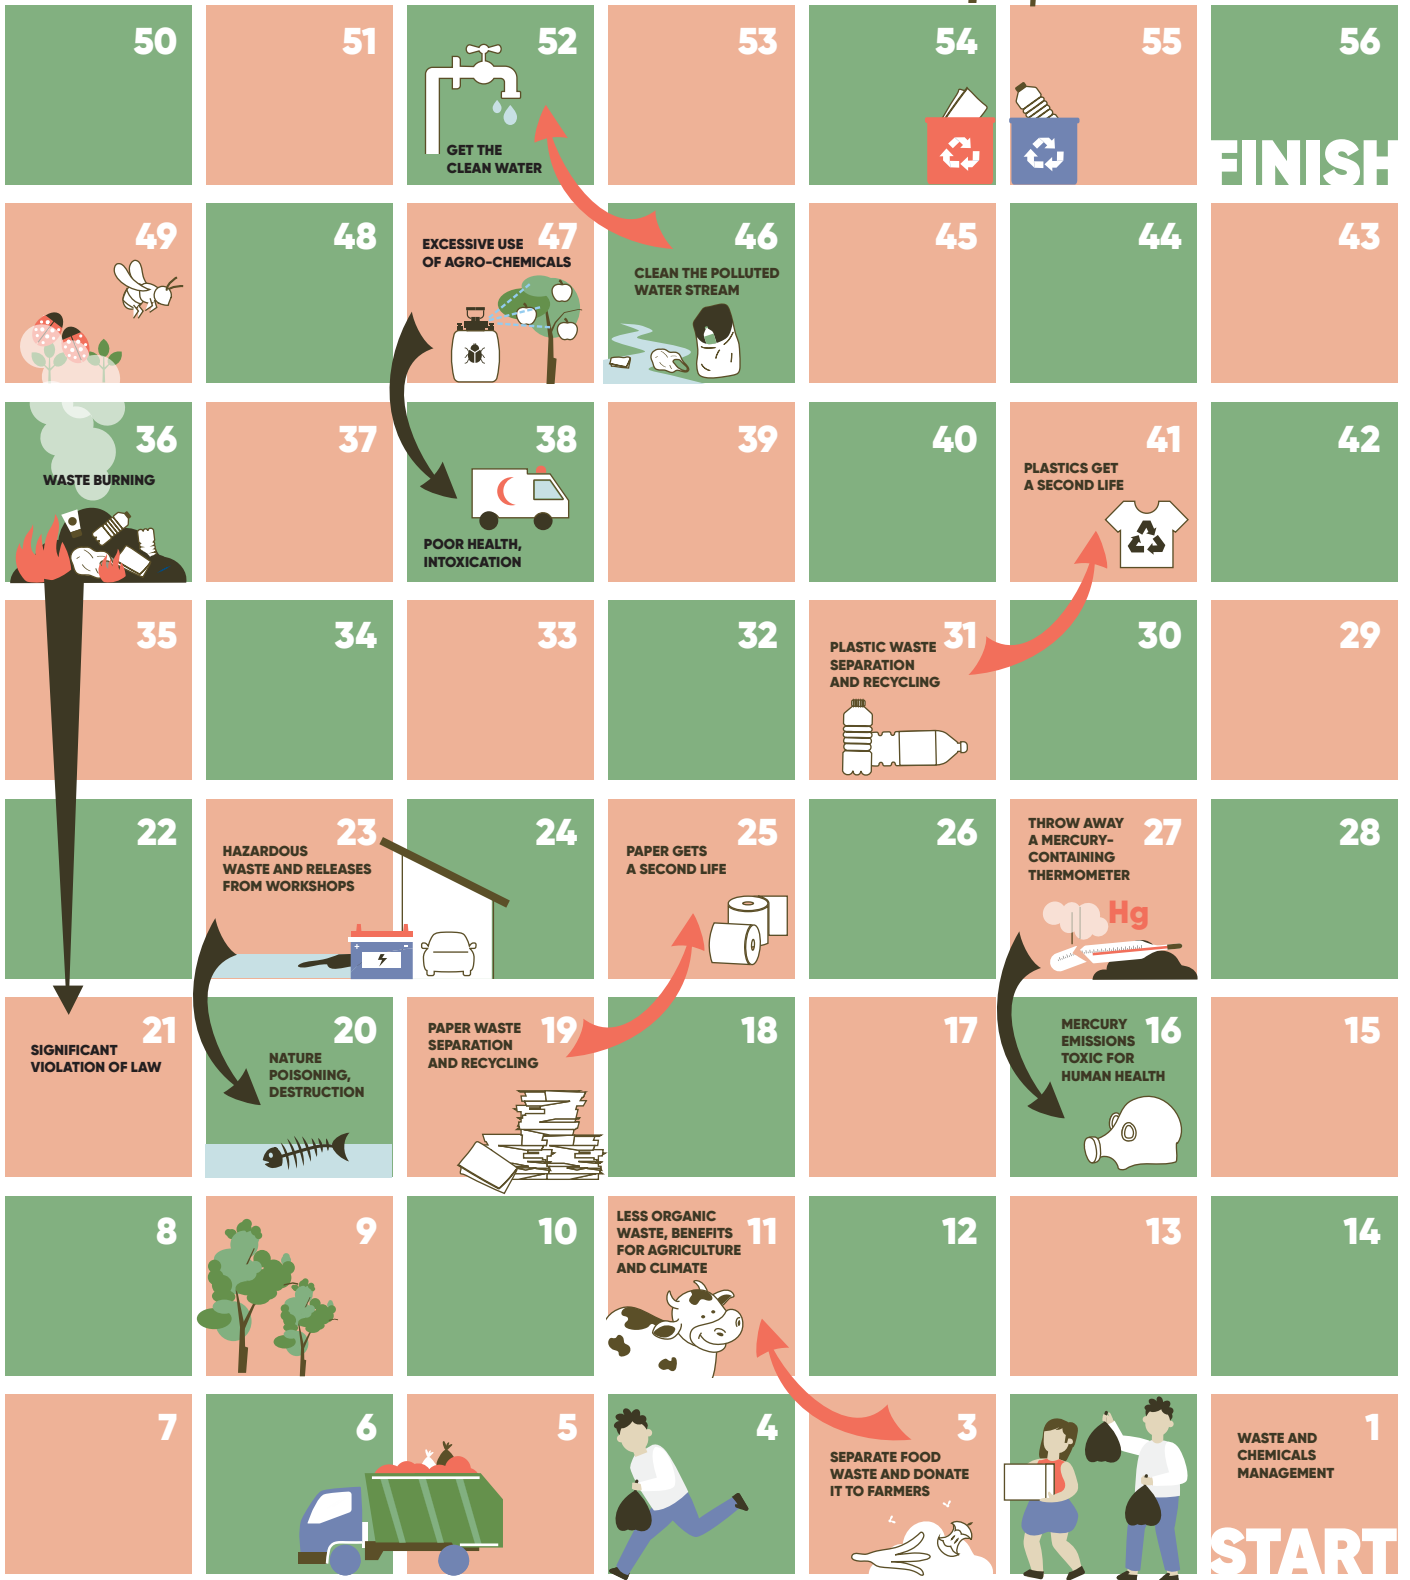 50
51
52
53
54
55
56
GET THE
CLEAN WATER
FINISH
49
48
EXCESSIVE USE
OF AGRO-CHEMICALS
47
46
CLEAN THE POLLUTED
WATER STREAM
45
44
43
36
WASTE BURNING
37
38
POOR HEALTH,
INTOXICATION
39
40
41
PLASTICS GET
A SECOND LIFE
42
35
34
33
32
31
PLASTIC WASTE
SEPARATION
AND RECYCLING
30
29
22
23
HAZARDOUS
WASTE AND RELEASES
FROM WORKSHOPS
24
25
PAPER GETS
A SECOND LIFE
26
27
THROW AWAY
A MERCURY-
CONTAINING
THERMOMETER
Hg
28
21
SIGNIFICANT
VIOLATION OF LAW
20
NATURE
POISONING,
DESTRUCTION
19
PAPER WASTE
SEPARATION
AND RECYCLING
18
17
16
MERCURY
EMISSIONS
TOXIC FOR
HUMAN HEALTH
15
8
9
10
11
LESS ORGANIC
WASTE, BENEFITS
FOR AGRICULTURE
AND CLIMATE
12
13
14
7
6
5
4
3
SEPARATE FOOD
WASTE AND DONATE
IT TO FARMERS
1
WASTE AND
CHEMICALS
MANAGEMENT
START